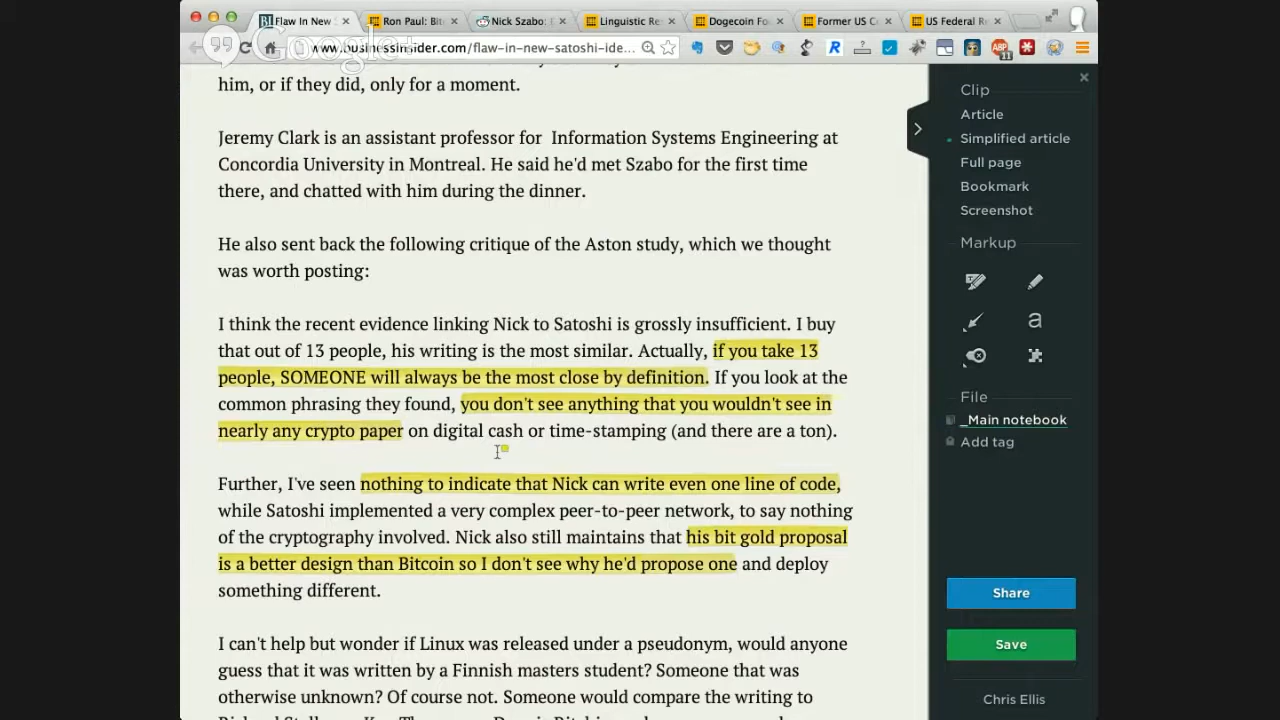 Flaw In New S
Ron Paul: Bit
Nick Szabo:
Linguistic Re
Dogecoin Fo
Former US C
US Federal R
Google+
www.businessinsider.com/flaw-in-new-satoshi-ide...
11
him, or if they did, only for a moment.
Jeremy Clark is an assistant professor for Information Systems Engineering at
Concordia University in Montreal. He said he'd met Szabo for the first time
there, and chatted with him during the dinner.
He also sent back the following critique of the Aston study, which we thought
was worth posting:
I think the recent evidence linking Nick to Satoshi is grossly insufficient. I buy
that out of 13 people, his writing is the most similar. Actually, if you take 13
people, SOMEONE will always be the most close by definition. If you look at the
common phrasing they found, you don't see anything that you wouldn't see in
nearly any crypto paper on digital cash or time-stamping (and there are a ton).
Further, I've seen nothing to indicate that Nick can write even one line of code,
while Satoshi implemented a very complex peer-to-peer network, to say nothing
of the cryptography involved. Nick also still maintains that his bit gold proposal
is a better design than Bitcoin so I don't see why he'd propose one and deploy
something different.
I can't help but wonder if Linux was released under a pseudonym, would anyone
guess that it was written by a Finnish masters student? Someone that was
otherwise unknown? Of course not. Someone would compare the writing to
Clip
Article
Simplified article
Full page
Bookmark
Screenshot
Markup
a
File
_Main notebook
Add tag
Share
Save
Chris Ellis